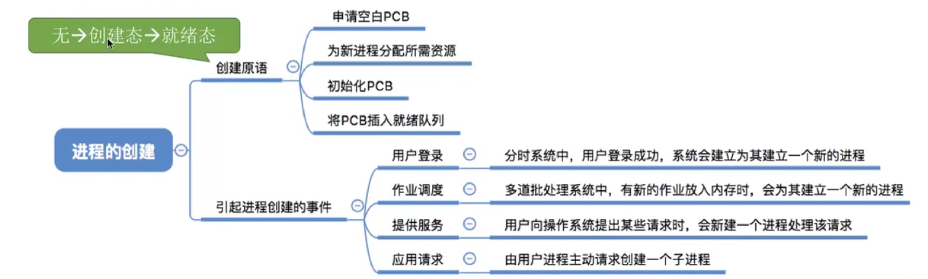 无→创建态→就绪态
申请空白PCB
为新进程分配所需资源
创建原语
初始化PCB
将PCB插入就绪队列
进程的创建
用户登录
分时系统中，用户登录成功，系统会建立为其建立一个新的进程
作业调度
多道批处理系统中，有新的作业放入内存时，会为其建立一个新的进程
引起进程创建的事件
提供服务
用户向操作系统提出某些请求时，会新建一个进程处理该请求
应用请求
由用户进程主动请求创建一个子进程